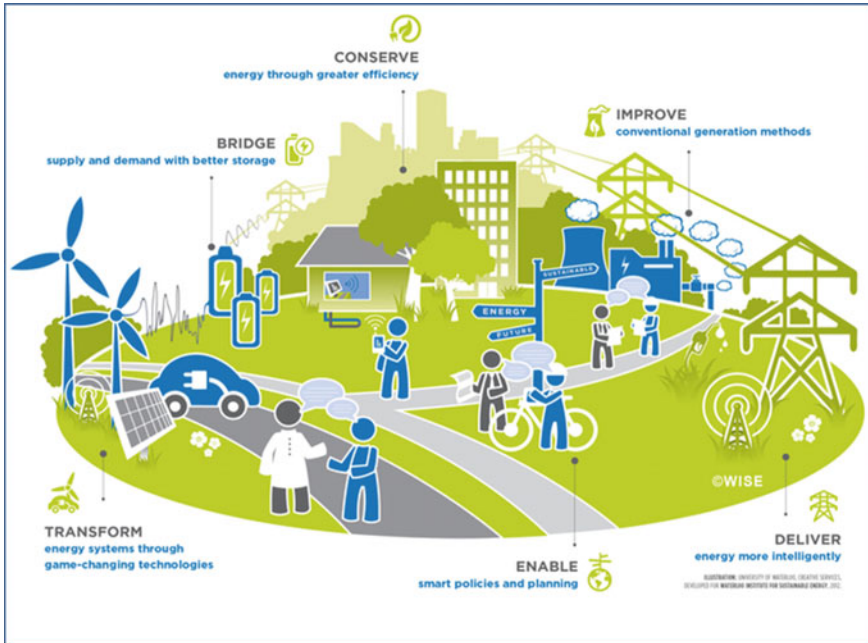 CONSERVE
energy through greater efficiency
IMPROVE
conventional generation methods
BRIDGE
supply and demand with better storage
SUSTAINABLE
ENERGY
FUTURE
©WISE
TRANSFORM
energy systems through
game-changing technologies
ENABLE
smart policies and planning
DELIVER
energy more intelligently
ILLUSTRATION: UNIVERSITY OF WATERLOO, CREATIVE SERVICES,
DEVELOPED FOR WATERLOO INSTITUTE FOR SUSTAINABLE ENERGY, 2012.